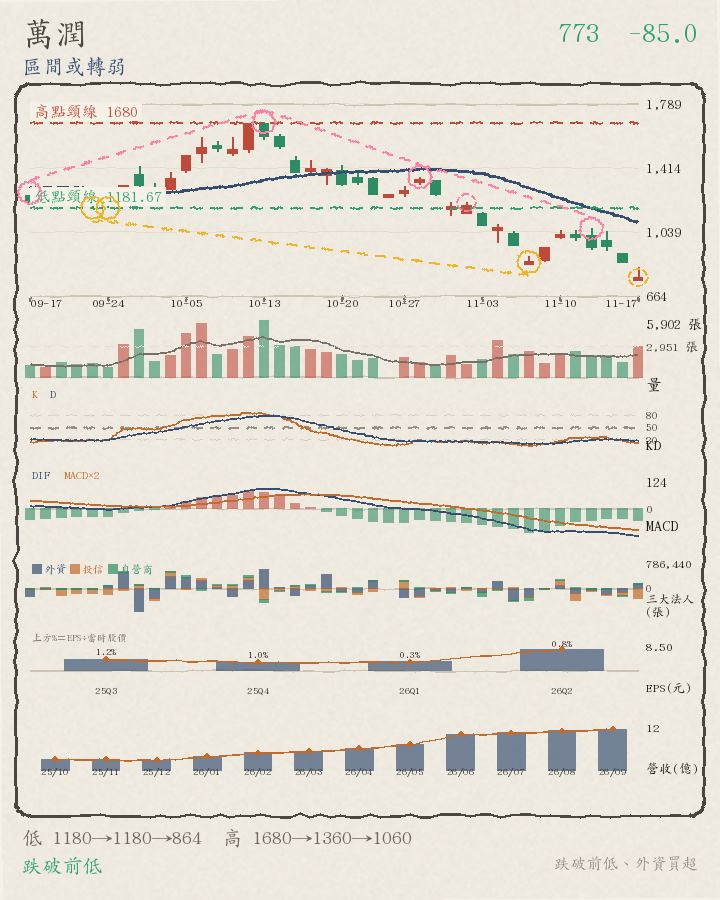 萬潤
773 -85.0
區間或轉弱
高點頸線 1680
低點頸線 1181.67
1,789
1,414
1,039
664
09-17 09-24 10-05 10-13 10-20 10-27 11-03 11-10 11-17
5,902 張
2,951 張
量
K D
80
50
20
KD
DIF MACD×2
124
0
MACD
外資 投信 自營商
786,440
0
三大法人
(張)
上方%=EPS÷當時股價
1.2% 1.0% 0.3% 0.8%
8.50
25Q3 25Q4 26Q1 26Q2
EPS(元)
12
25/10 25/11 25/12 26/01 26/02 26/03 26/04 26/05 26/06 26/07 26/08 26/09
營收(億)
低 1180→1180→864 高 1680→1360→1060
跌破前低
跌破前低、外資買超